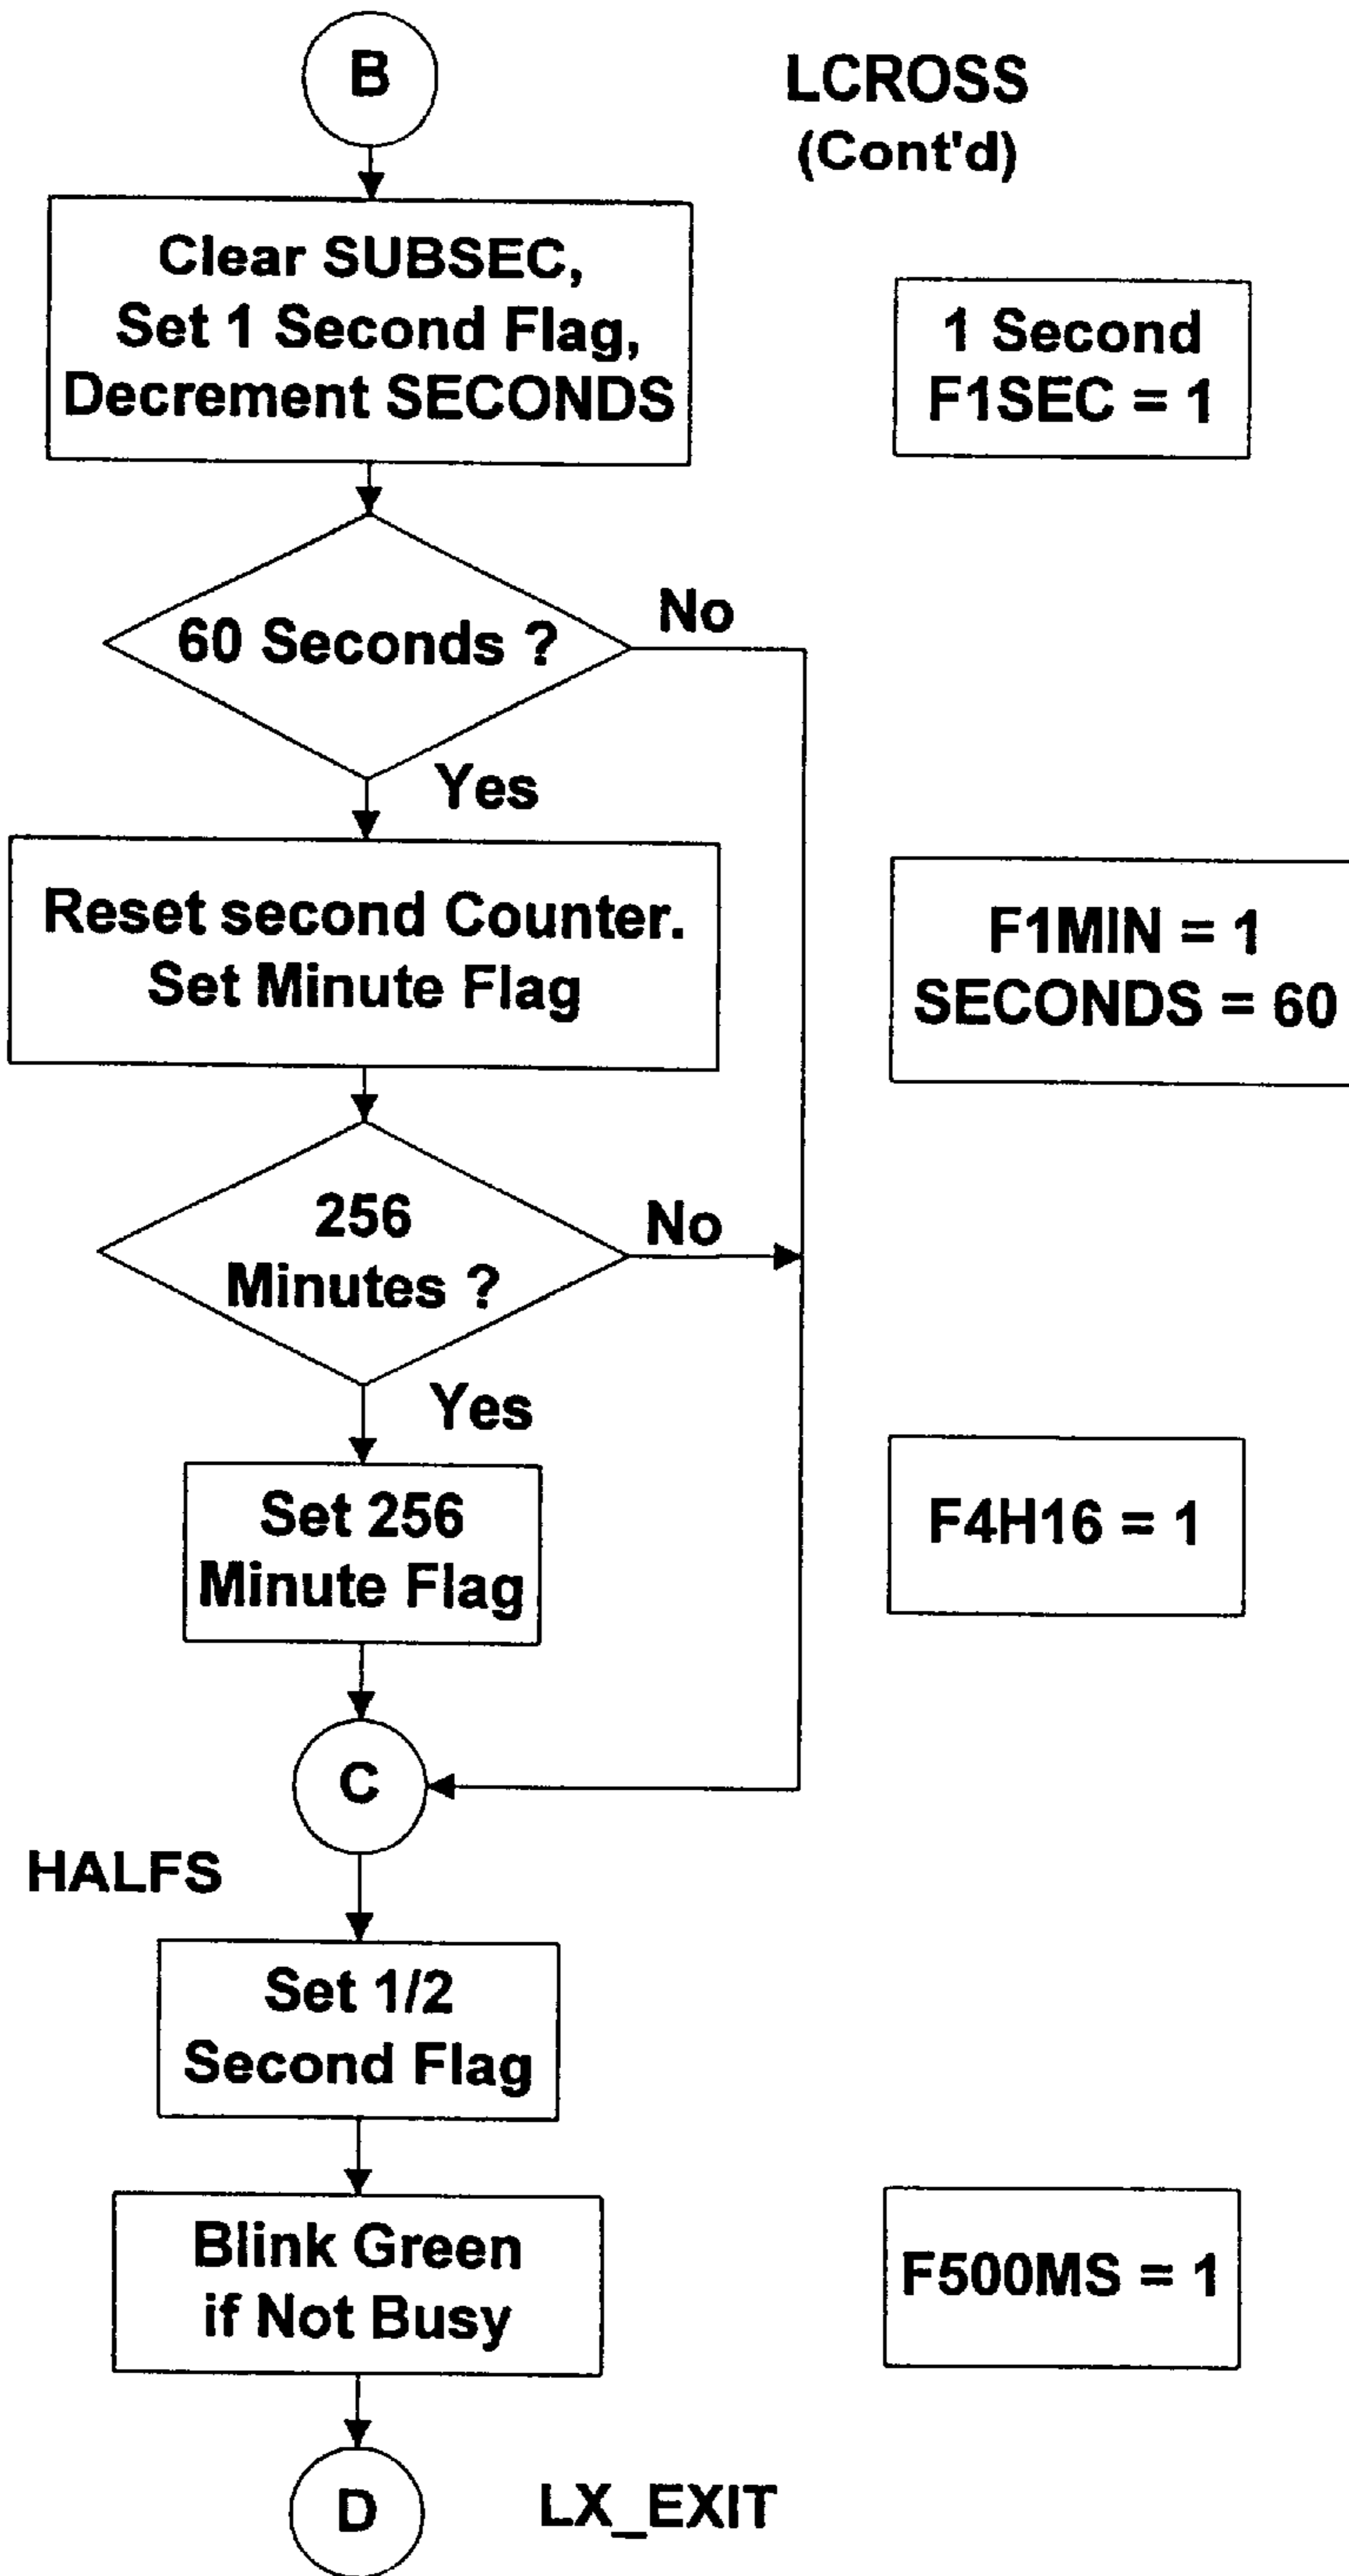 B
LCROSS
(Cont'd)
Clear SUBSEC,
Set 1 Second Flag,
Decrement SECONDS
1 Second
F1SEC = 1
60 Seconds ?
No
Yes
Reset second Counter.
Set Minute Flag
F1MIN = 1
SECONDS = 60
256
Minutes ?
No
Yes
Set 256
Minute Flag
F4H16 = 1
C
HALFS
Set 1/2
Second Flag
Blink Green
if Not Busy
F500MS = 1
D
LX_EXIT